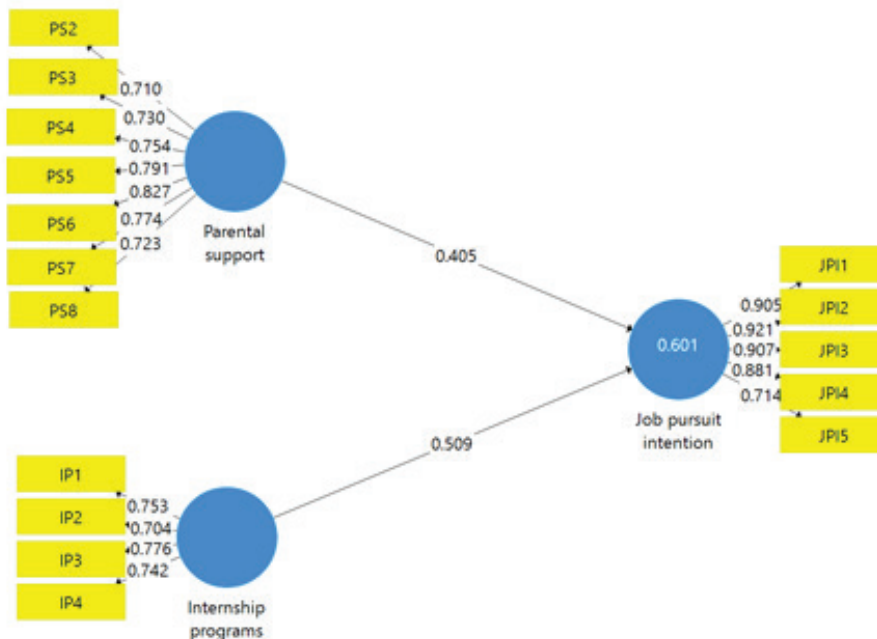 PS2
0.710
PS3
0.730
PS4
0.754
PS5
0.791
0.827
PS6
0.774
PS7
0.723
PS8
Parental
support
0.405
JPI1
0.905
JPI2
0.921
0.601
0.907
JPI3
0.881
JPI4
0.714
JPI5
Job pursuit
intention
0.509
IP1
0.753
IP2
0.704
0.776
IP3
0.742
IP4
Internship
programs